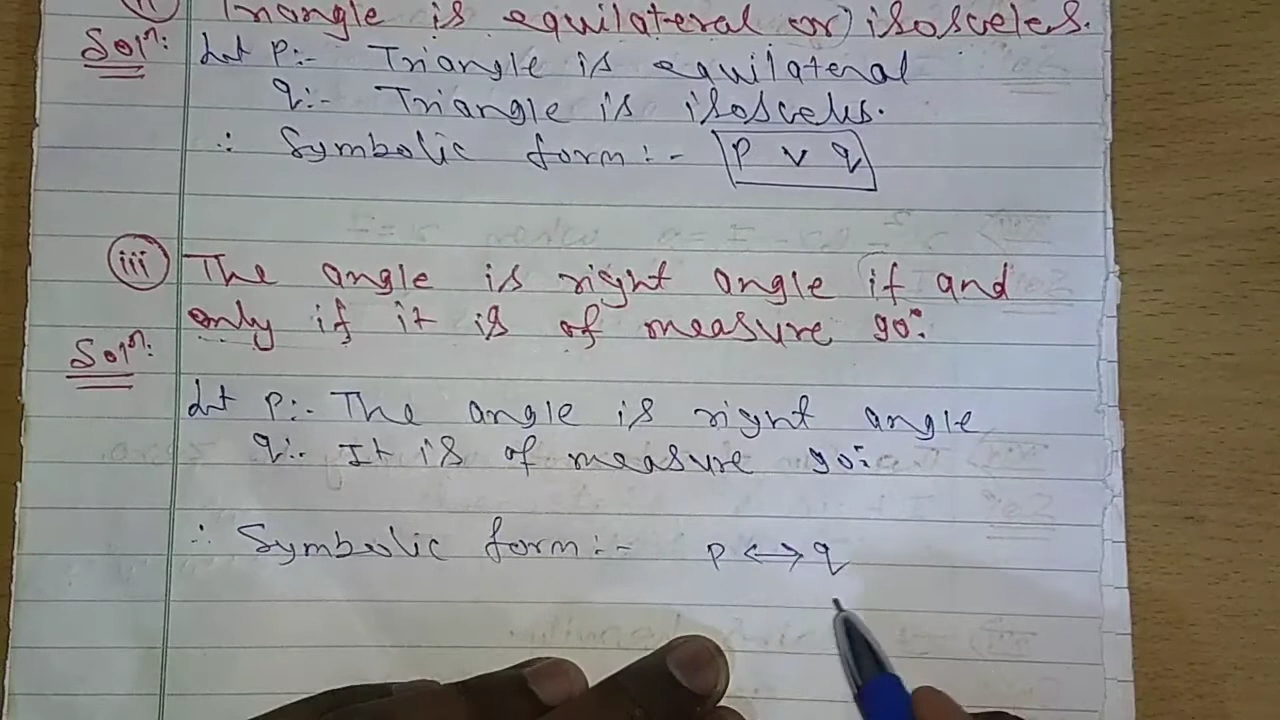 ii Triangle is equilateral (or) isosceles.
Solⁿ: Let p:- Triangle is equilateral
q:- Triangle is isosceles.
∴ Symbolic form:- p ∨ q
iii The angle is right angle if and
only if it is of measure 90°.
Solⁿ:
Let p:- The angle is right angle
q:- It is of measure 90°.
∴ Symbolic form:- p ↔ q